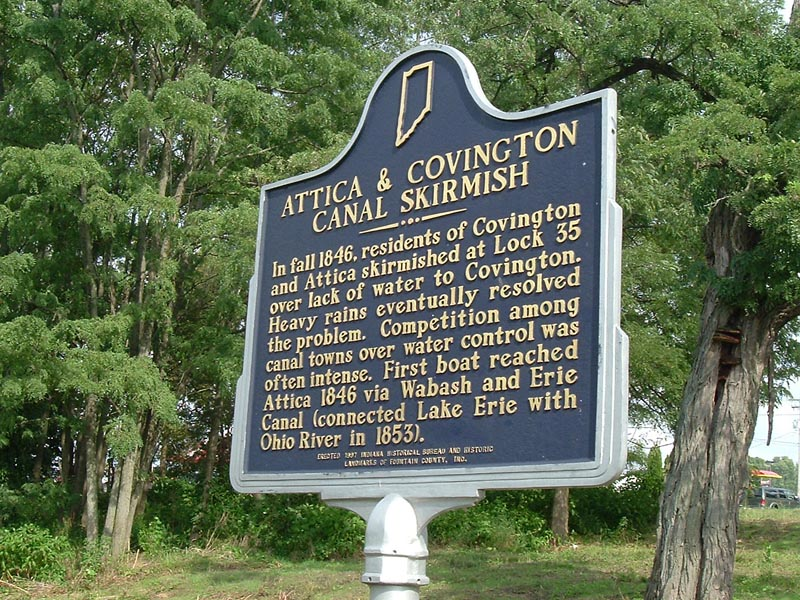 ATTICA & COVINGTON
CANAL SKIRMISH
In fall 1846, residents of Covington
and Attica skirmished at Lock 35
over lack of water to Covington.
Heavy rains eventually resolved
the problem. Competition among
canal towns over water control was
often intense. First boat reached
Attica 1846 via Wabash and Erie
Canal (connected Lake Erie with
Ohio River in 1853).
ERECTED 1997 INDIANA HISTORICAL BUREAU AND HISTORIC
LANDMARKS OF FOUNTAIN COUNTY, INC.